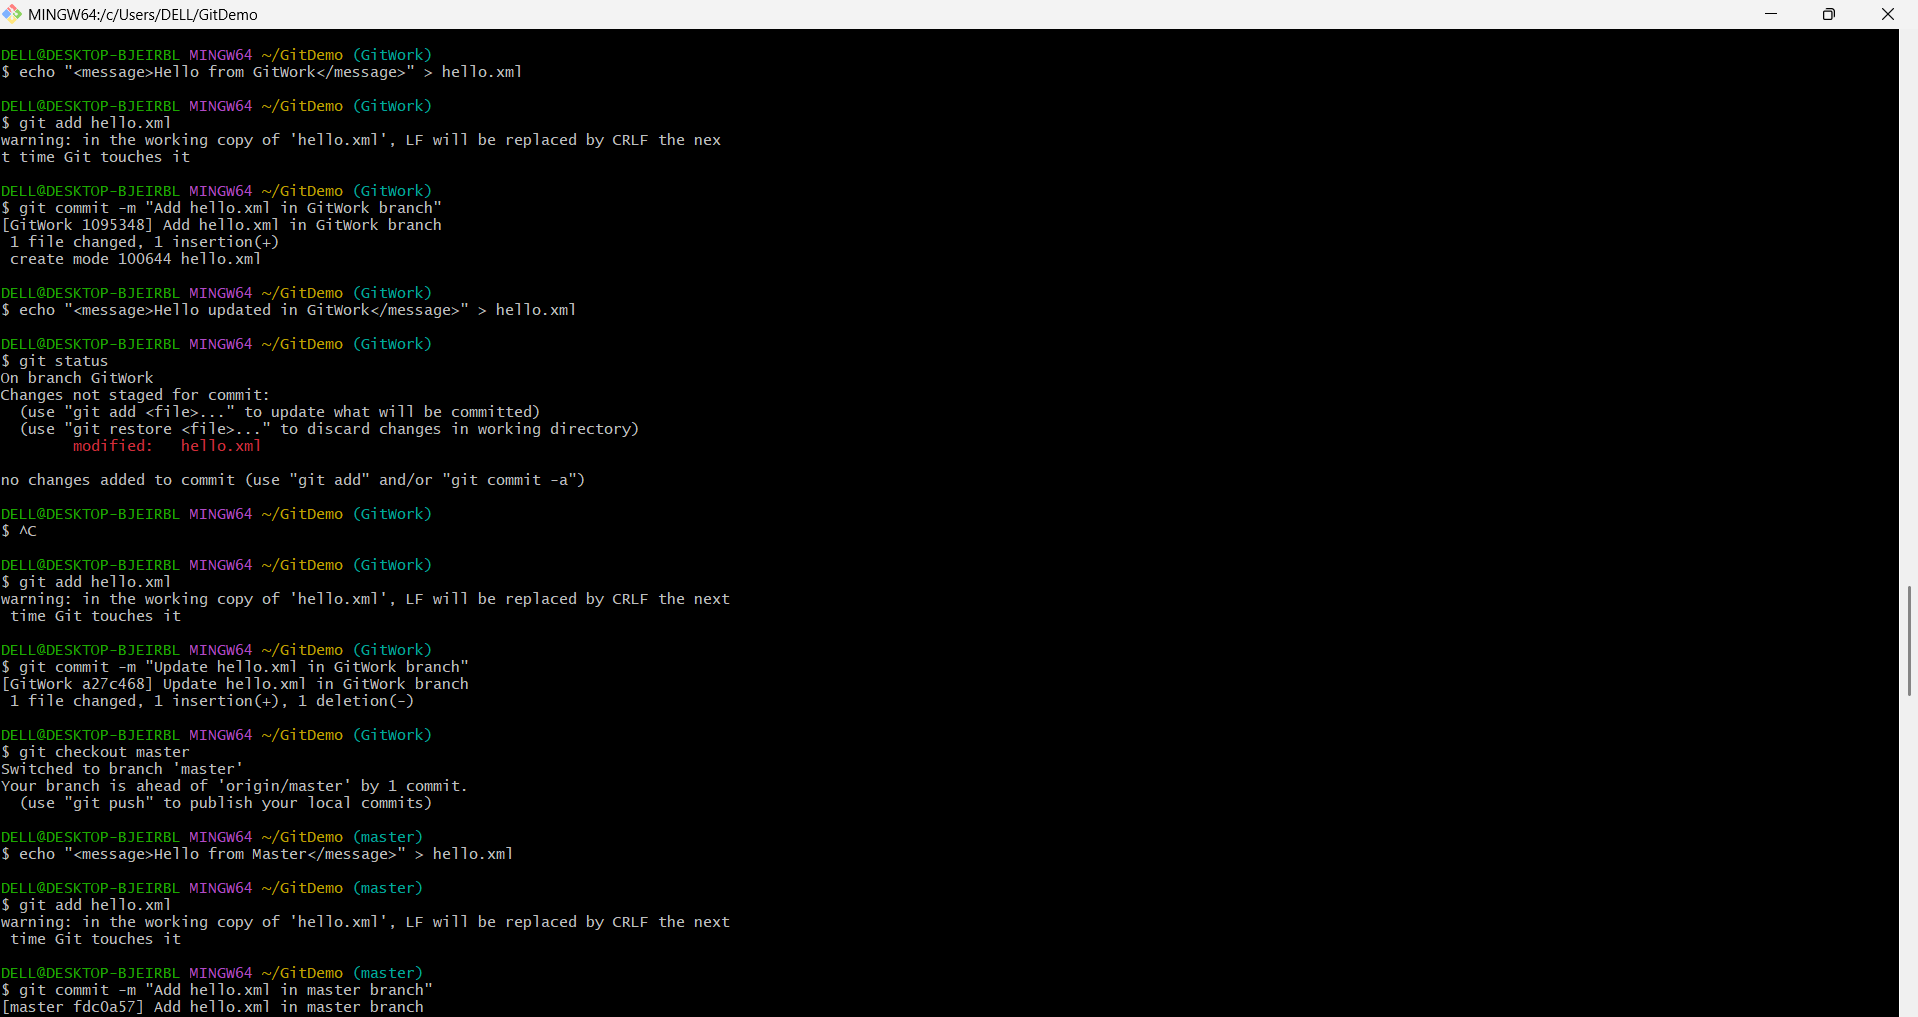 MINGW64:/c/Users/DELL/GitDemo
DELL@DESKTOP-BJEIRBL MINGW64 ~/GitDemo (GitWork)
$ echo "<message>Hello from GitWork</message>" > hello.xml
DELL@DESKTOP-BJEIRBL MINGW64 ~/GitDemo (GitWork)
$ git add hello.xml
warning: in the working copy of 'hello.xml', LF will be replaced by CRLF the nex
t time Git touches it
DELL@DESKTOP-BJEIRBL MINGW64 ~/GitDemo (GitWork)
$ git commit -m "Add hello.xml in GitWork branch"
[GitWork 1095348] Add hello.xml in GitWork branch
 1 file changed, 1 insertion(+)
 create mode 100644 hello.xml
DELL@DESKTOP-BJEIRBL MINGW64 ~/GitDemo (GitWork)
$ echo "<message>Hello updated in GitWork</message>" > hello.xml
DELL@DESKTOP-BJEIRBL MINGW64 ~/GitDemo (GitWork)
$ git status
On branch GitWork
Changes not staged for commit:
  (use "git add <file>..." to update what will be committed)
  (use "git restore <file>..." to discard changes in working directory)
        modified:   hello.xml
no changes added to commit (use "git add" and/or "git commit -a")
DELL@DESKTOP-BJEIRBL MINGW64 ~/GitDemo (GitWork)
$ ^C
DELL@DESKTOP-BJEIRBL MINGW64 ~/GitDemo (GitWork)
$ git add hello.xml
warning: in the working copy of 'hello.xml', LF will be replaced by CRLF the next
 time Git touches it
DELL@DESKTOP-BJEIRBL MINGW64 ~/GitDemo (GitWork)
$ git commit -m "Update hello.xml in GitWork branch"
[GitWork a27c468] Update hello.xml in GitWork branch
 1 file changed, 1 insertion(+), 1 deletion(-)
DELL@DESKTOP-BJEIRBL MINGW64 ~/GitDemo (GitWork)
$ git checkout master
Switched to branch 'master'
Your branch is ahead of 'origin/master' by 1 commit.
  (use "git push" to publish your local commits)
DELL@DESKTOP-BJEIRBL MINGW64 ~/GitDemo (master)
$ echo "<message>Hello from Master</message>" > hello.xml
DELL@DESKTOP-BJEIRBL MINGW64 ~/GitDemo (master)
$ git add hello.xml
warning: in the working copy of 'hello.xml', LF will be replaced by CRLF the next
 time Git touches it
DELL@DESKTOP-BJEIRBL MINGW64 ~/GitDemo (master)
$ git commit -m "Add hello.xml in master branch"
[master fdc0a57] Add hello.xml in master branch